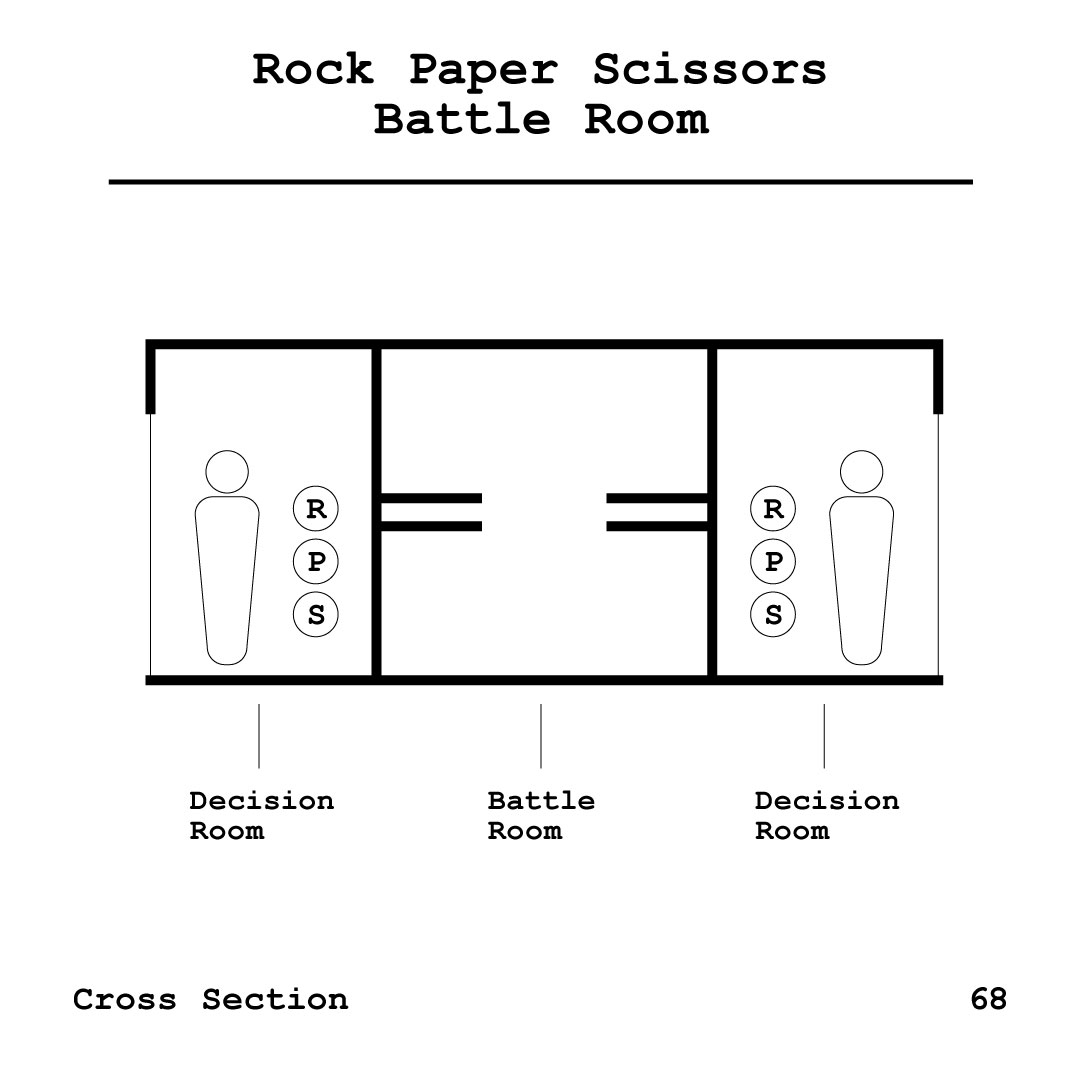 Rock Paper Scissors
Battle Room
R
P
S
R
P
S
Decision
Room
Battle
Room
Decision
Room
Cross Section
68